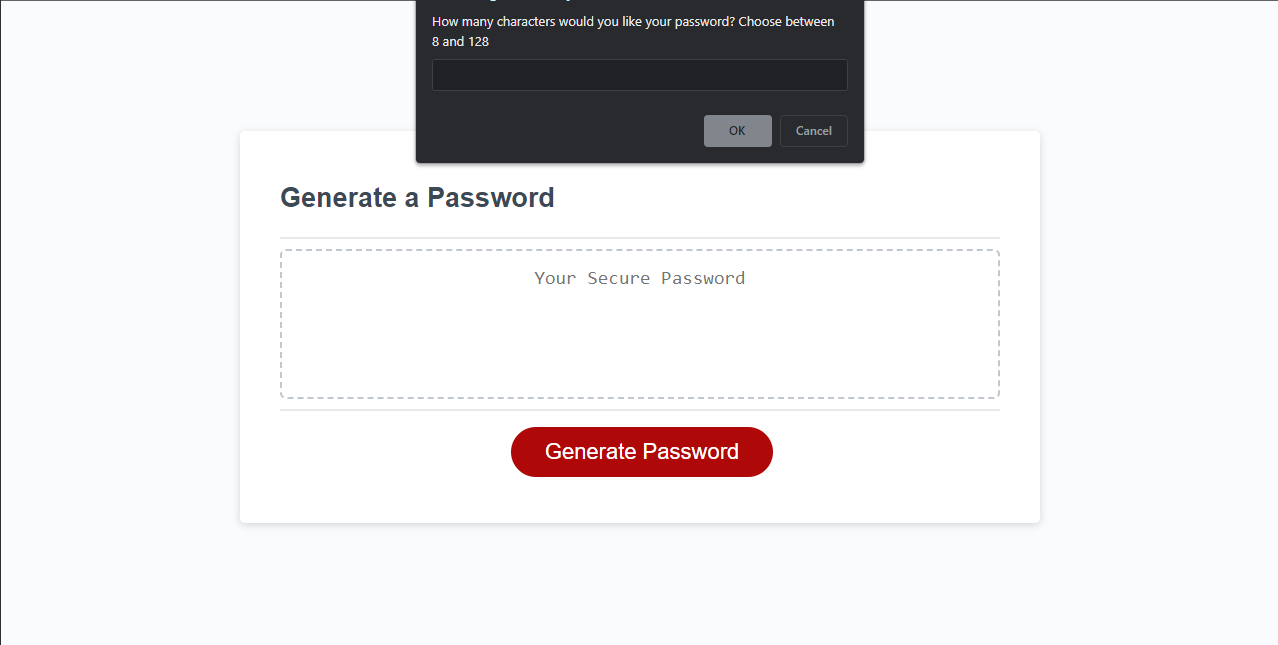 How many characters would you like your password? Choose between
8 and 128
OK
Cancel
Generate a Password
Your Secure Password
Generate Password